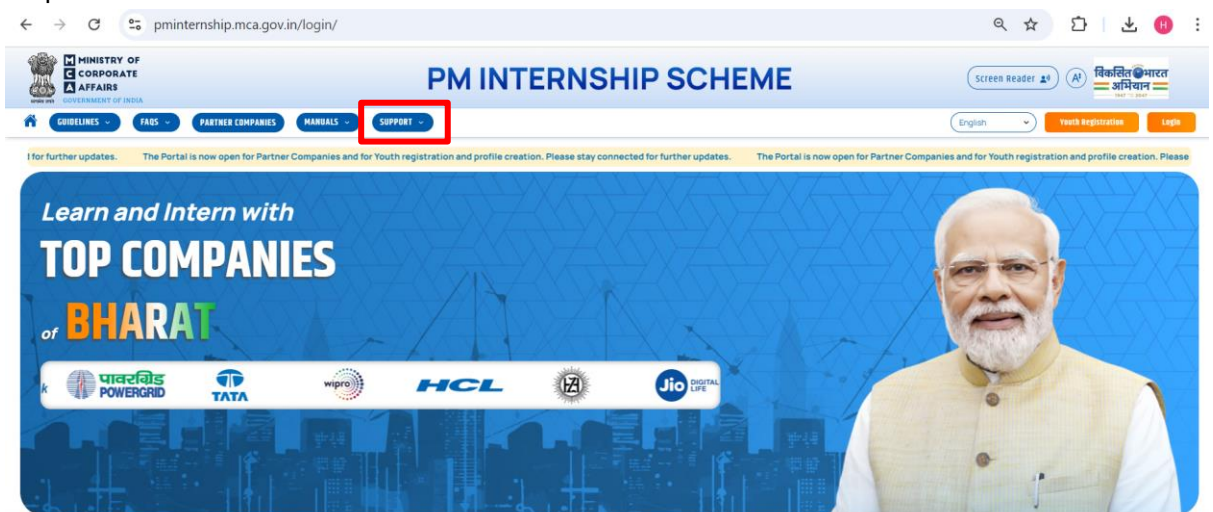 pminternship.mca.gov.in/login/
H
MINISTRY OF
CORPORATE
AFFAIRS
GOVERNMENT OF INDIA
PM INTERNSHIP SCHEME
Screen Reader
विकसित भारत
अभियान
GUIDELINES
FAQS
PARTNER COMPANIES
MANUALS
SUPPORT
English
Youth Registration
Login
for further updates. The Portal is now open for Partner Companies and for Youth registration and profile creation. Please stay connected for further updates. The Portal is now open for Partner Companies and for Youth registration and profile creation. Please
Learn and Intern with
TOP COMPANIES
of BHARAT
k
पावरग्रिड
POWERGRID
TATA
wipro
HCL
Jio DIGITAL
LIFE